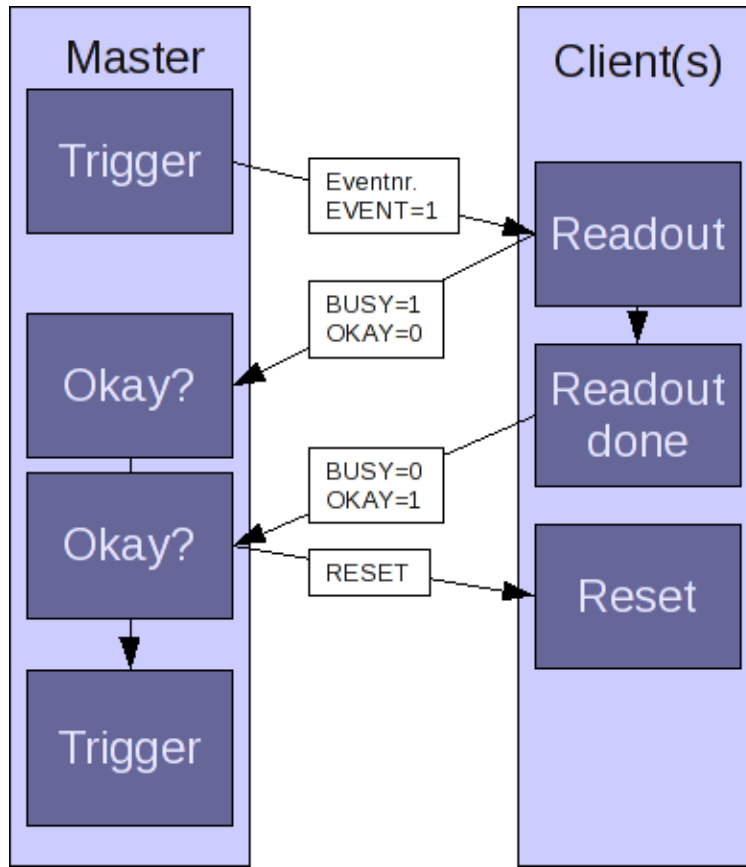 Master
Client(s)
Trigger
Eventnr.
EVENT=1
Readout
BUSY=1
OKAY=0
Okay?
Readout
done
BUSY=0
OKAY=1
Okay?
RESET
Reset
Trigger